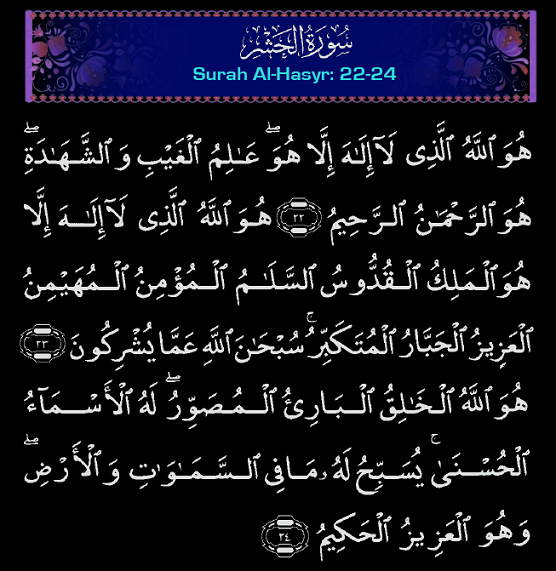 سُورَةُ الحَشْرِ
Surah Al-Hasyr: 22-24
هُوَ ٱللَّهُ ٱلَّذِى لَآ إِلَـٰهَ إِلَّا هُوَ ۖ عَـٰلِمُ ٱلْغَيْبِ وَٱلشَّهَـٰدَةِ ۖ
هُوَ ٱلرَّحْمَـٰنُ ٱلرَّحِيمُ ٢٢ هُوَ ٱللَّهُ ٱلَّذِى لَآ إِلَـٰهَ إِلَّا
هُوَ ٱلْمَلِكُ ٱلْقُدُّوسُ ٱلسَّلَـٰمُ ٱلْمُؤْمِنُ ٱلْمُهَيْمِنُ
ٱلْعَزِيزُ ٱلْجَبَّارُ ٱلْمُتَكَبِّرُ ۚ سُبْحَـٰنَ ٱللَّهِ عَمَّا يُشْرِكُونَ ٢٣
هُوَ ٱللَّهُ ٱلْخَـٰلِقُ ٱلْبَارِئُ ٱلْمُصَوِّرُ ۖ لَهُ ٱلْأَسْمَآءُ
ٱلْحُسْنَىٰ ۚ يُسَبِّحُ لَهُۥ مَا فِى ٱلسَّمَـٰوَٰتِ وَٱلْأَرْضِ ۖ
وَهُوَ ٱلْعَزِيزُ ٱلْحَكِيمُ ٢٤